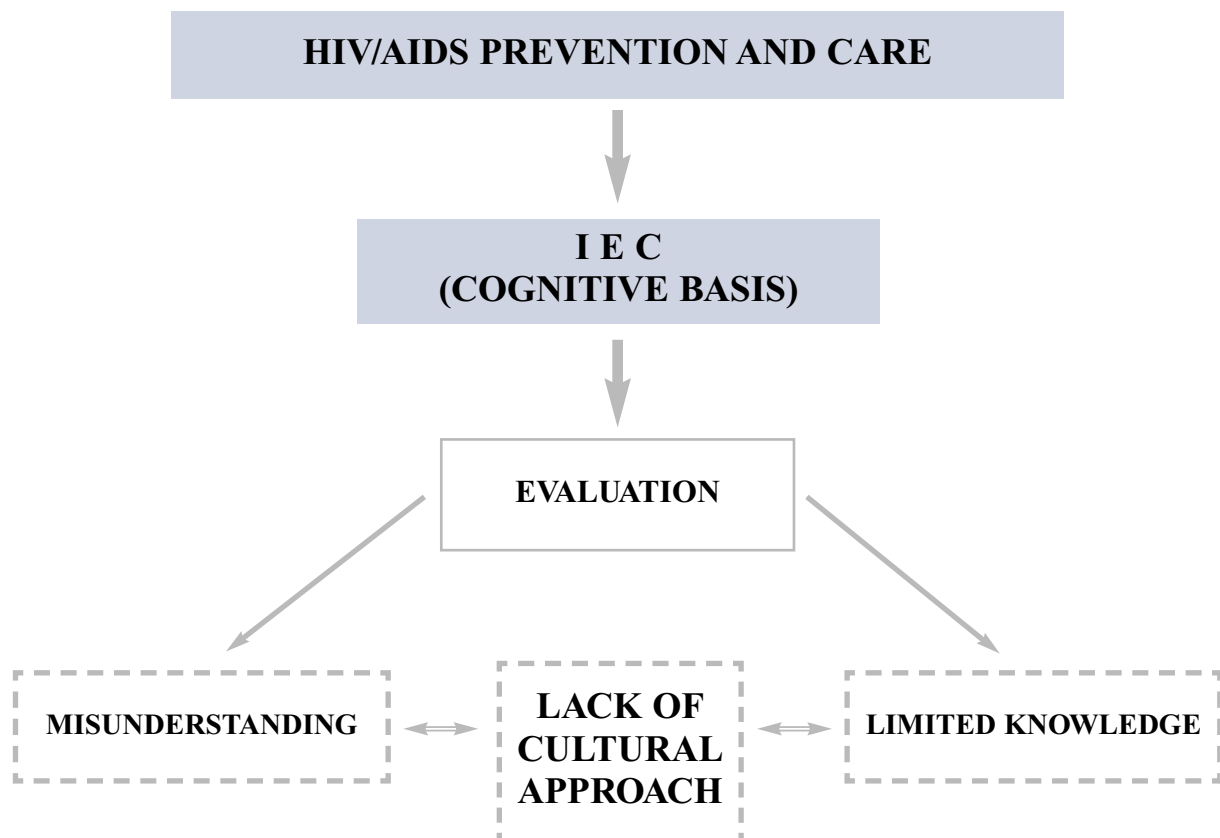 HIV/AIDS PREVENTION AND CARE
I E C
(COGNITIVE BASIS)
EVALUATION
MISUNDERSTANDING
LACK OF
CULTURAL
APPROACH
LIMITED KNOWLEDGE